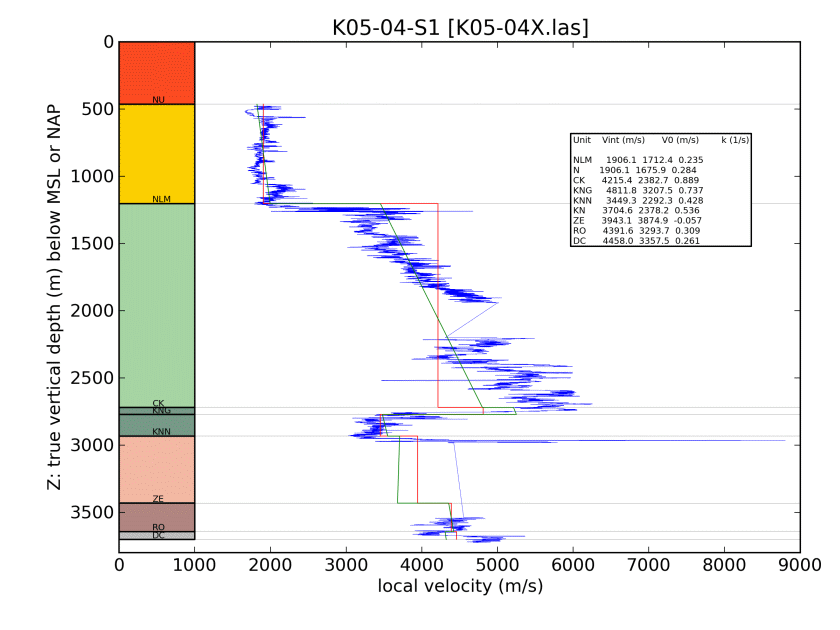 K05-04-S1 [K05-04X.las]
Z: true vertical depth (m) below MSL or NAP
0
500
1000
1500
2000
2500
3000
3500
NU
NLM
CK
KNG
KNN
ZE
RO
DC
Unit Vint (m/s) V0 (m/s) k (1/s)
NLM 1906.1 1712.4 0.235
N 1906.1 1675.9 0.284
CK 4215.4 2382.7 0.889
KNG 4811.8 3207.5 0.737
KNN 3449.3 2292.3 0.428
KN 3704.6 2378.2 0.536
ZE 3943.1 3874.9 -0.057
RO 4391.6 3293.7 0.309
DC 4458.0 3357.5 0.261
0 1000 2000 3000 4000 5000 6000 7000 8000 9000
local velocity (m/s)